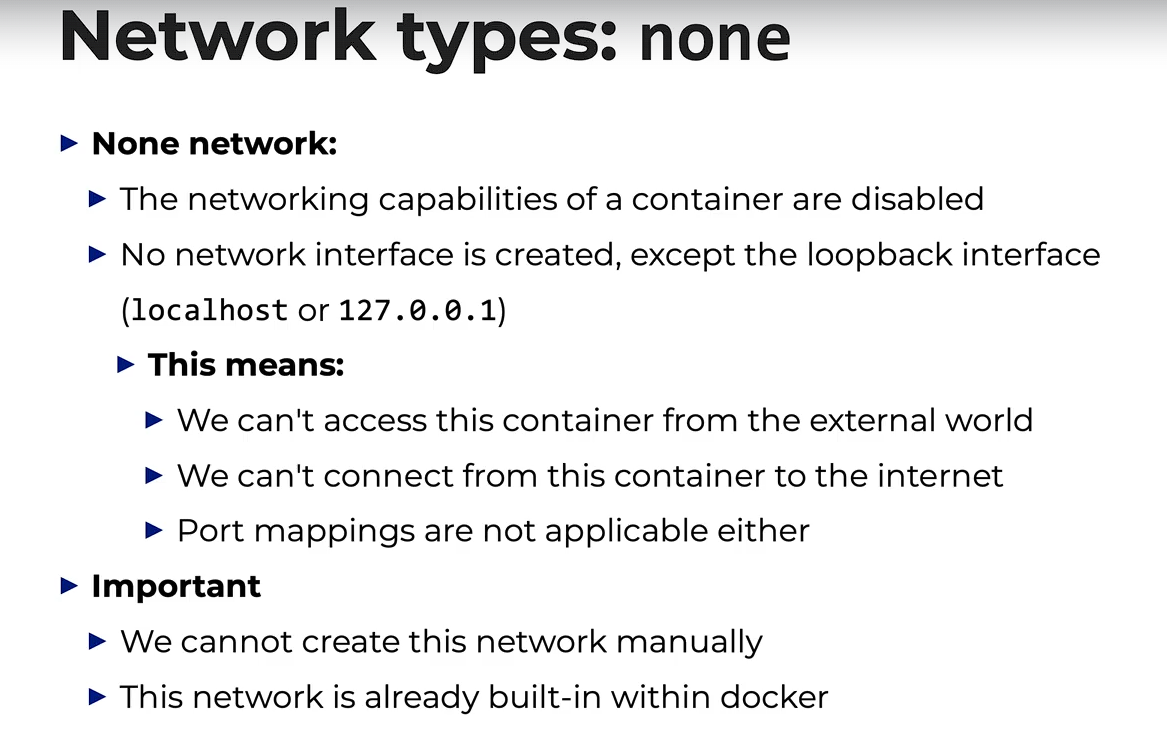 Network types: none
None network:
The networking capabilities of a container are disabled
No network interface is created, except the loopback interface
(localhost or 127.0.0.1)
This means:
We can't access this container from the external world
We can't connect from this container to the internet
Port mappings are not applicable either
Important
We cannot create this network manually
This network is already built-in within docker